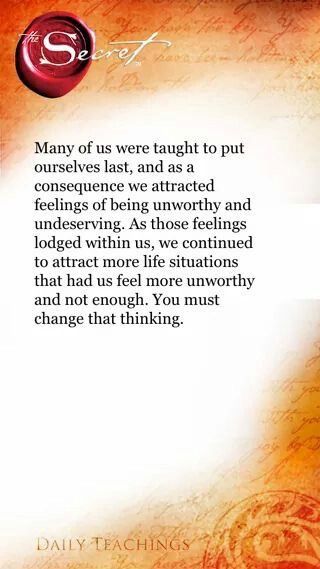 the Secret™
Many of us were taught to put
ourselves last, and as a
consequence we attracted
feelings of being unworthy and
undeserving. As those feelings
lodged within us, we continued
to attract more life situations
that had us feel more unworthy
and not enough. You must
change that thinking.
Daily Teachings